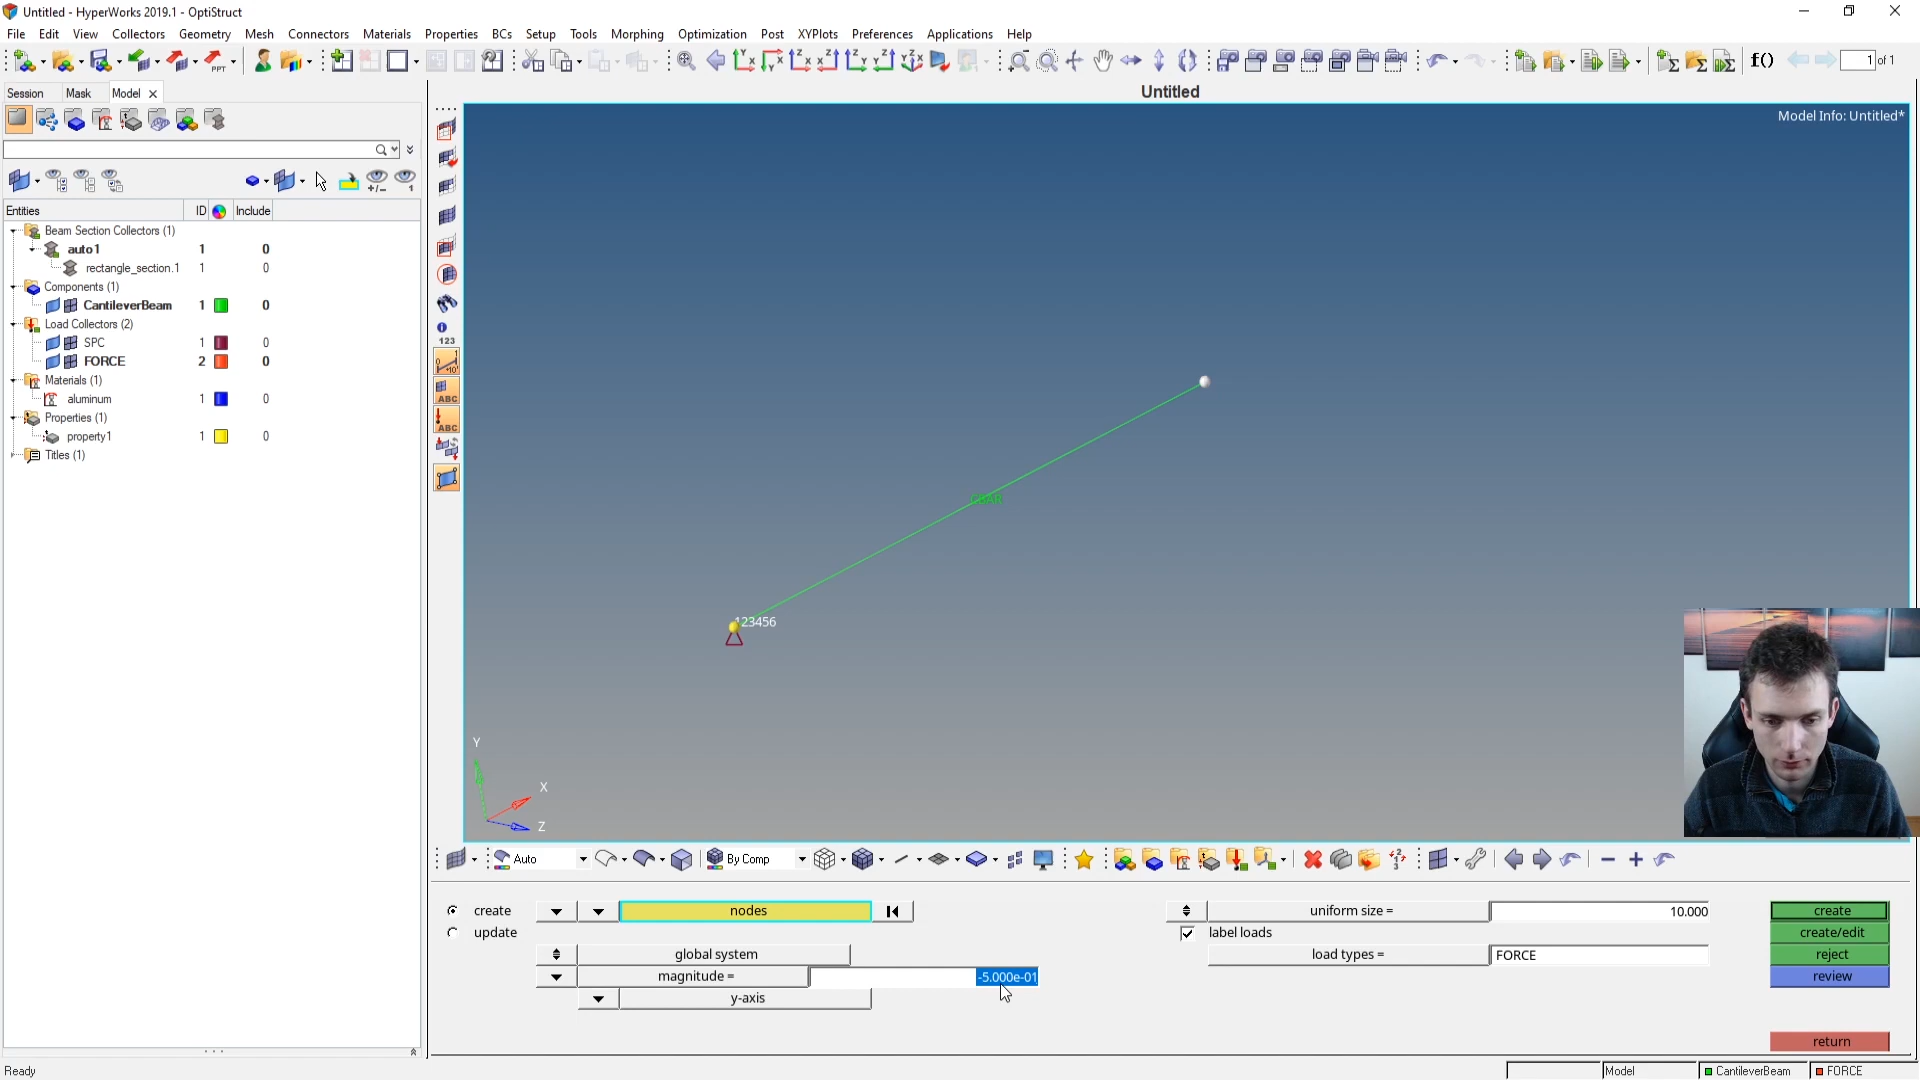 Untitled - HyperWorks 2019.1 - OptiStruct
File Edit View Collectors Geometry Mesh Connectors Materials Properties BCs Setup Tools Morphing Optimization Post XYPlots Preferences Applications Help
1 of 1
Session Mask Model
Untitled
Model Info: Untitled*
Entities ID Include
Beam Section Collectors (1)
auto1 1 0
rectangle_section.1 1 0
Components (1)
CantileverBeam 1 0
Load Collectors (2)
SPC 1 0
FORCE 2 0
Materials (1)
aluminum 1 0
Properties (1)
property1 1 0
Titles (1)
CBAR
123456
Y
X
Z
Auto By Comp
create nodes uniform size = 10.000 create
update label loads create/edit
global system load types = FORCE reject
magnitude = -5.000e-01 review
y-axis
return
Ready Model CantileverBeam FORCE